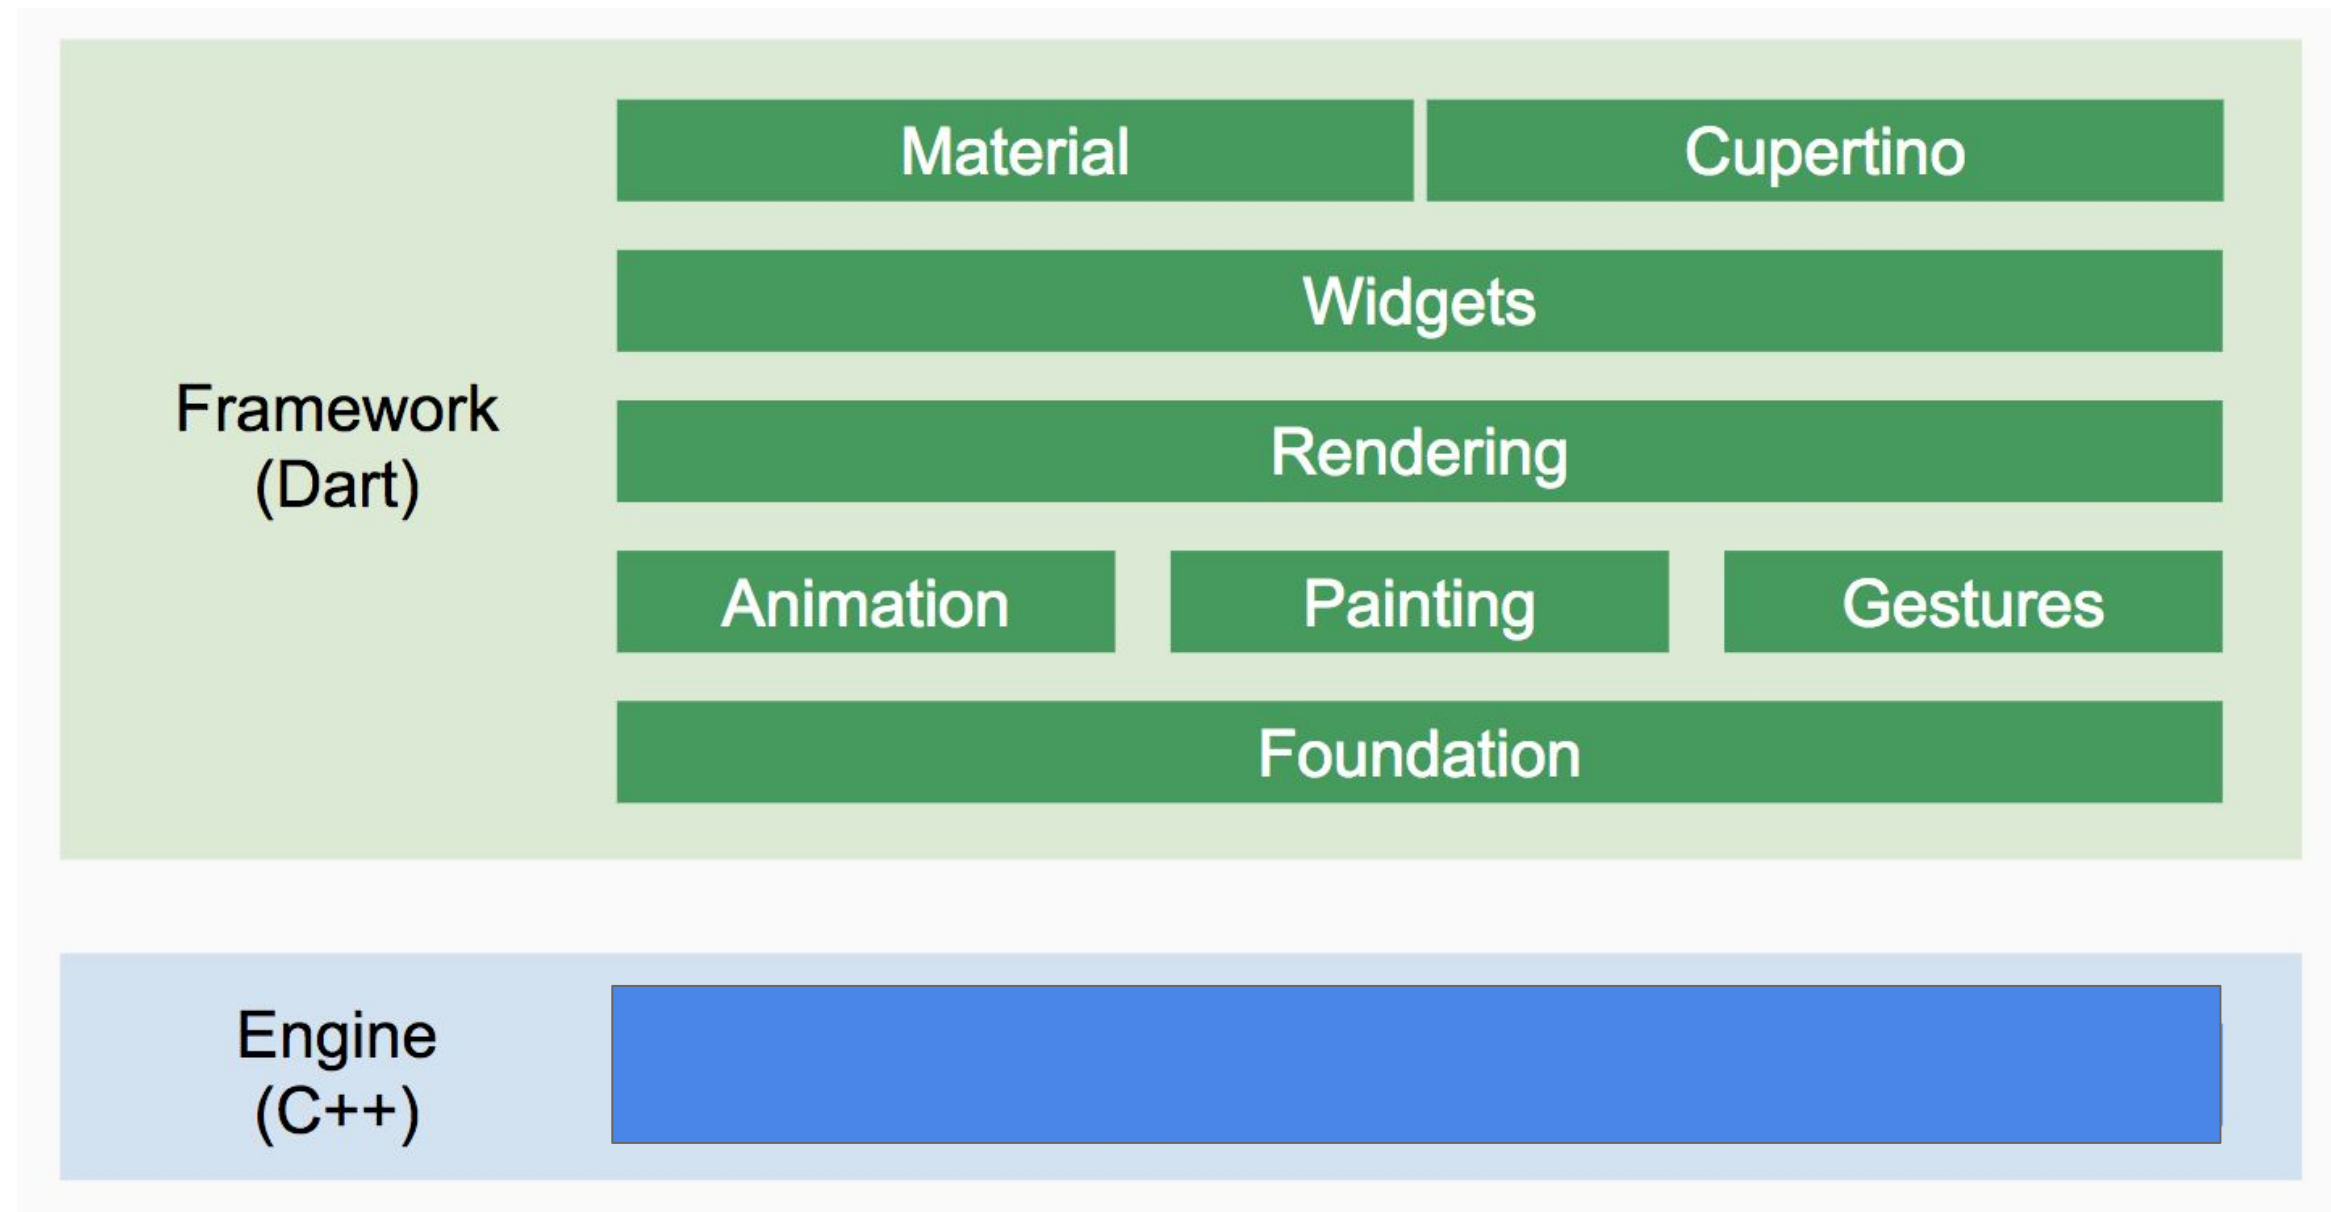 Material
Cupertino
Widgets
Framework
(Dart)
Rendering
Animation
Painting
Gestures
Foundation
Engine
(C++)